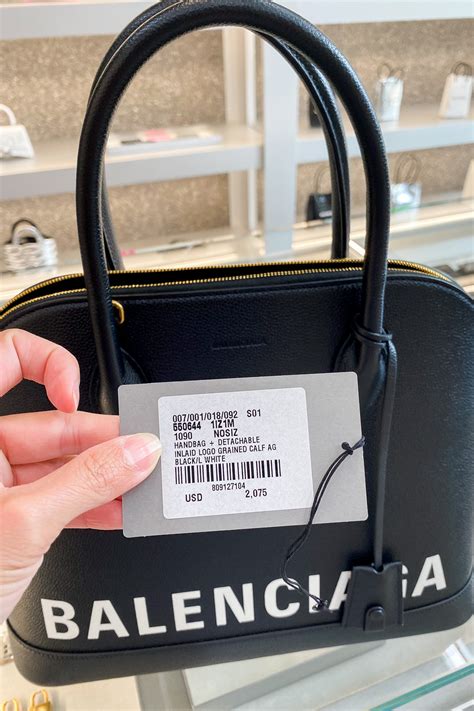 BALENCIAGA
007/001/018/092 S01
550644 1IZ1M
1090 NOSIZ
HANDBAG + DETACHABLE
INLAID LOGO GRAINED CALF AG
BLACK/L WHITE
809127104
USD 2,075
BALENCIAGA